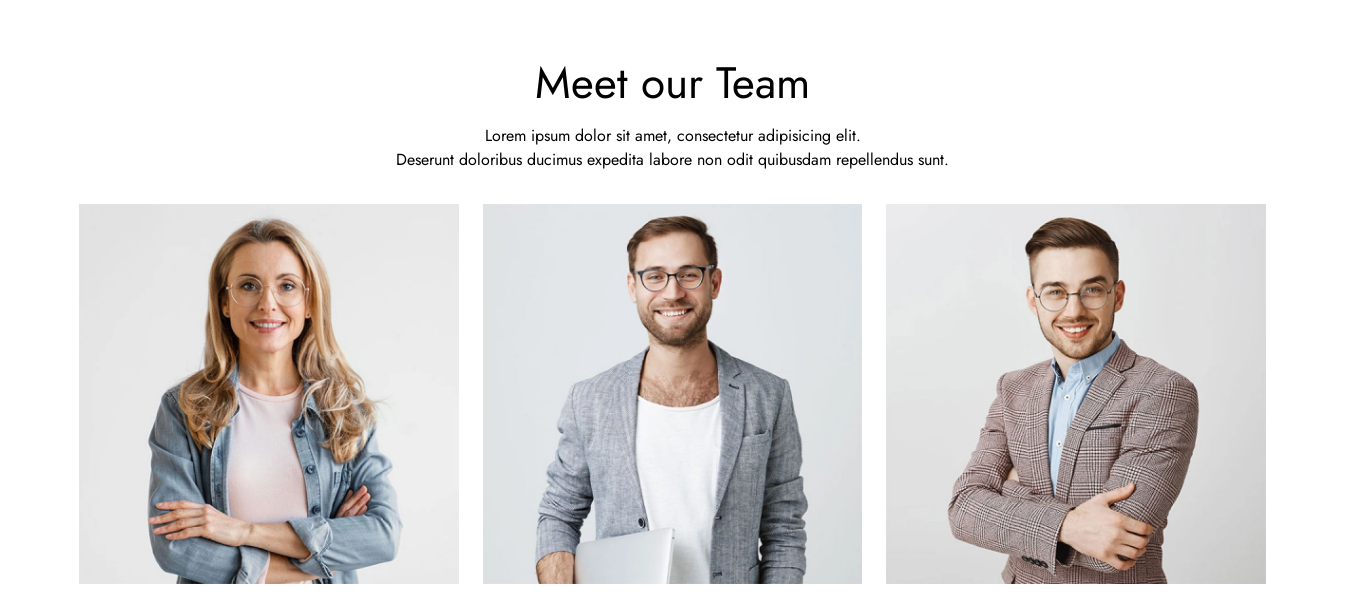 Meet our Team
Lorem ipsum dolor sit amet, consectetur adipisicing elit.
Deserunt doloribus ducimus expedita labore non odit quibusdam repellendus sunt.